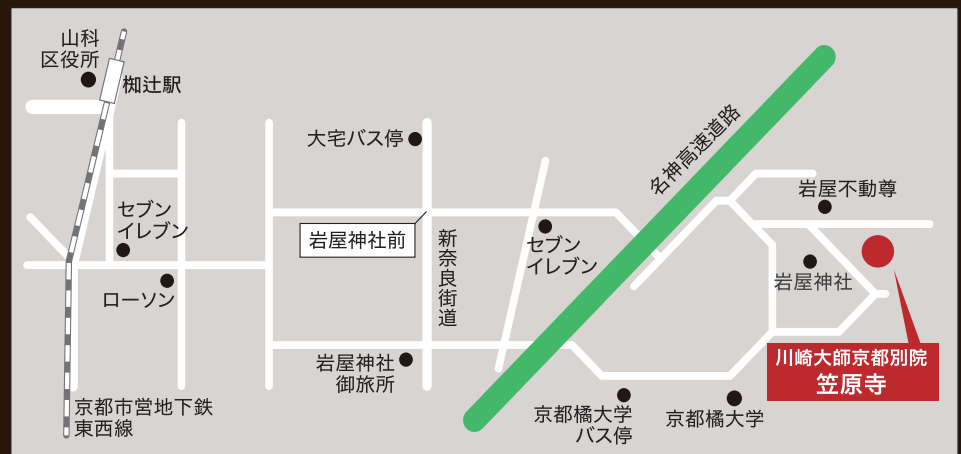 山科
区役所
椥辻駅
大宅バス停
名神高速道路
岩屋不動尊
セブン
イレブン
岩屋神社前
新奈良街道
セブン
イレブン
岩屋神社
ローソン
川崎大師京都別院
笠原寺
岩屋神社
御旅所
京都市営地下鉄
東西線
京都橘大学
バス停
京都橘大学